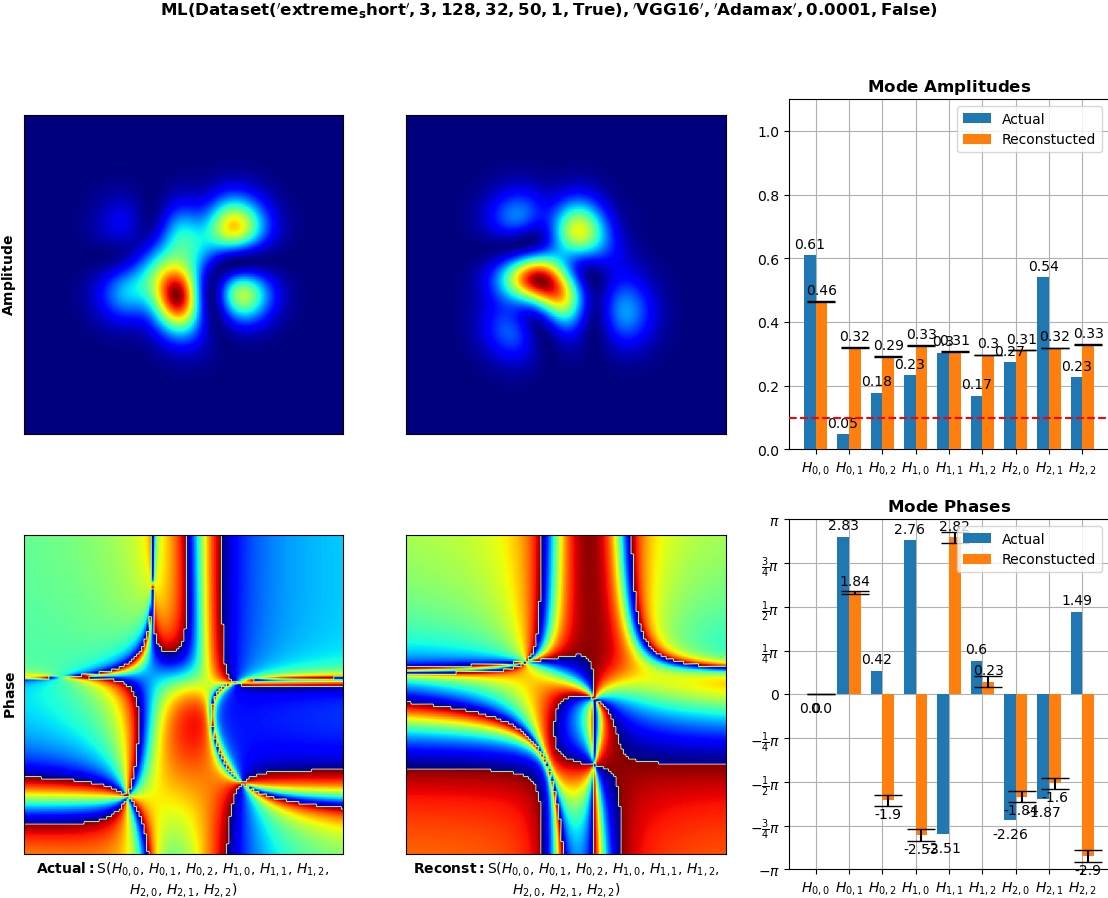 ML(Dataset('extreme_short', 3, 128, 32, 50, 1, True), 'VGG16', 'Adamax', 0.0001, False)
Amplitude
Mode Amplitudes
Actual
Reconstucted
1.0
0.8
0.6
0.4
0.2
0.0
0.61
0.46
0.05
0.32
0.18
0.29
0.23
0.33
0.3
0.31
0.17
0.3
0.27
0.31
0.54
0.32
0.23
0.33
H0,0 H0,1 H0,2 H1,0 H1,1 H1,2 H2,0 H2,1 H2,2
Phase
Actual: S(H0,0, H0,1, H0,2, H1,0, H1,1, H1,2,
H2,0, H2,1, H2,2)
Reconst: S(H0,0, H0,1, H0,2, H1,0, H1,1, H1,2,
H2,0, H2,1, H2,2)
Mode Phases
Actual
Reconstucted
π
3/4π
1/2π
1/4π
0
−1/4π
−1/2π
−3/4π
−π
0.0
0.0
2.83
1.84
0.42
-1.9
2.76
-2.53
-2.51
2.82
0.6
0.23
-2.26
-1.84
-1.87
-1.6
1.49
-2.9
H0,0 H0,1 H0,2 H1,0 H1,1 H1,2 H2,0 H2,1 H2,2